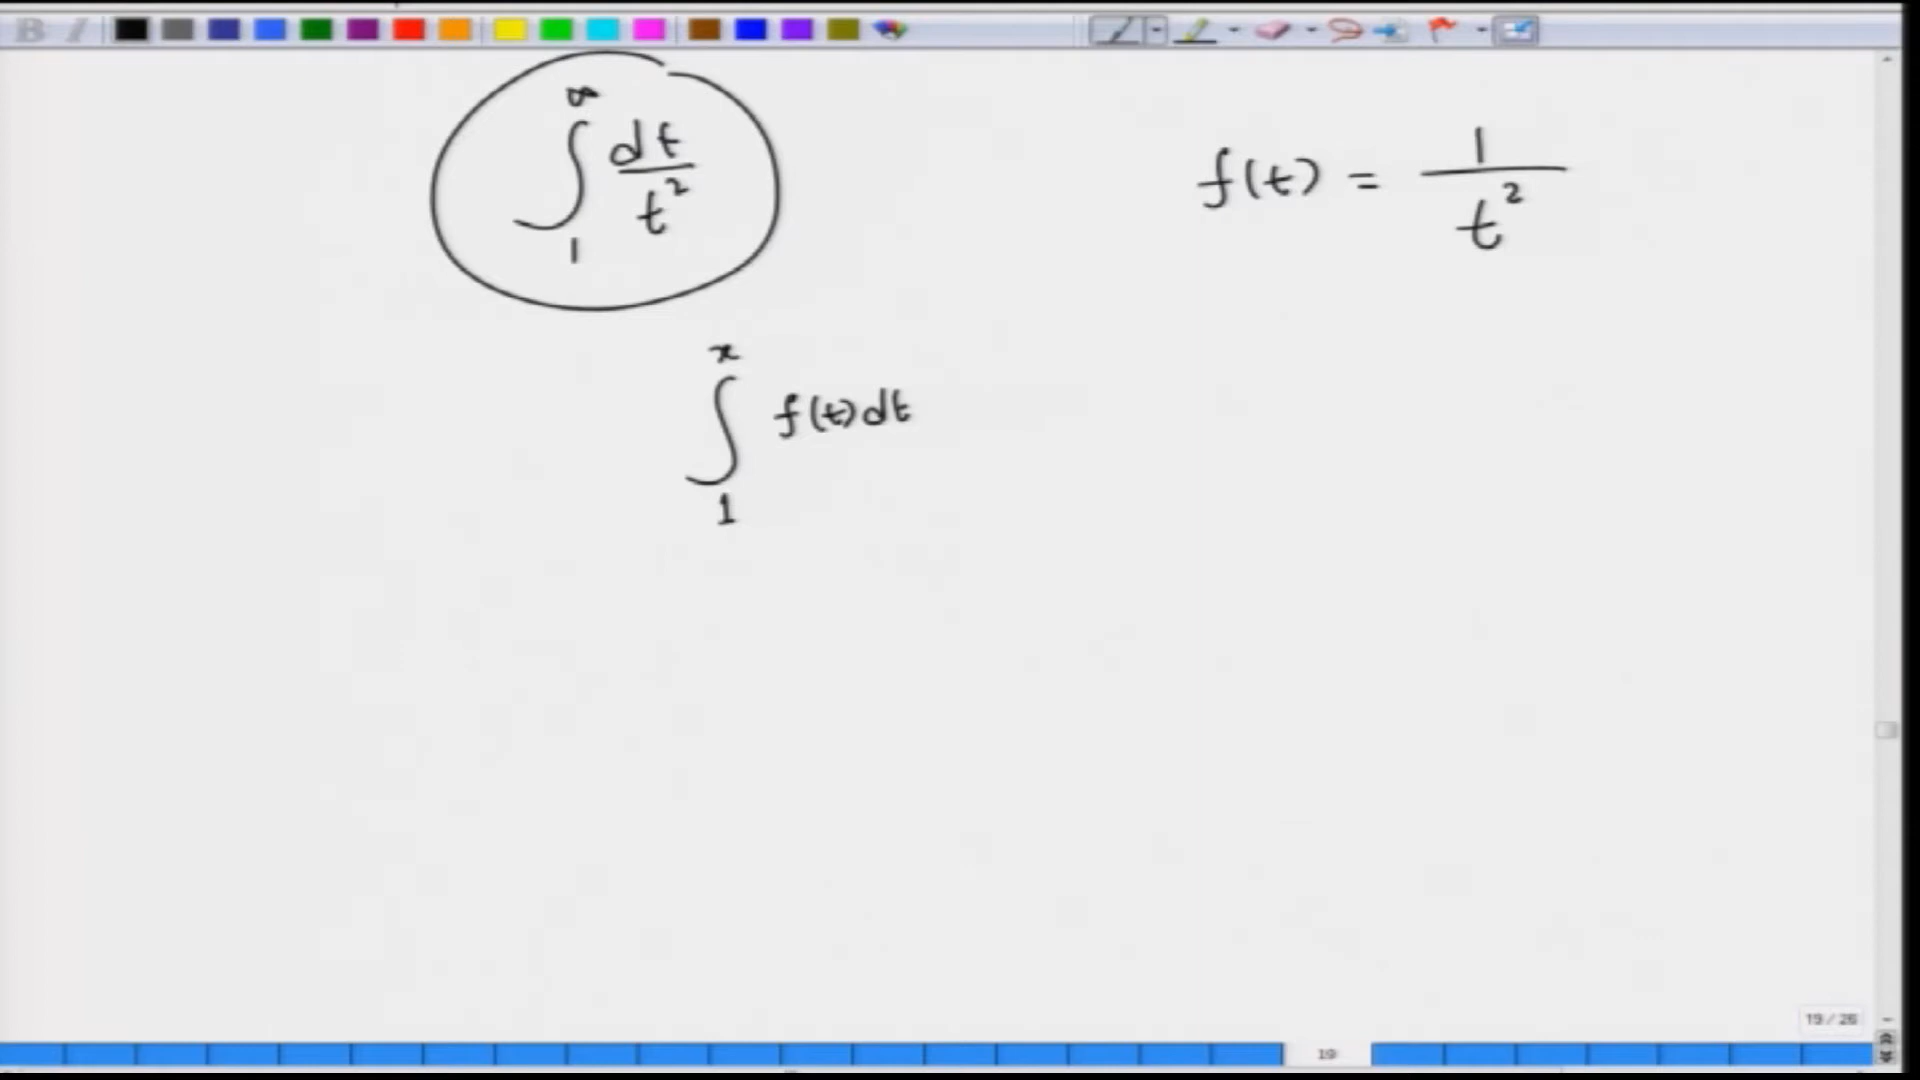 B I
∫₁^∞ dt/t²
f(t) = 1/t²
∫₁^x f(t)dt
19 / 26
19